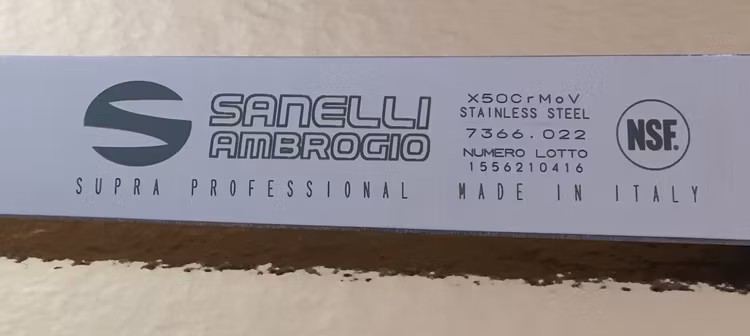 SANELLI
AMBROGIO
SUPRA PROFESSIONAL
X50CrMoV
STAINLESS STEEL
7366.022
NUMERO LOTTO
1556210416
MADE IN ITALY
NSF.